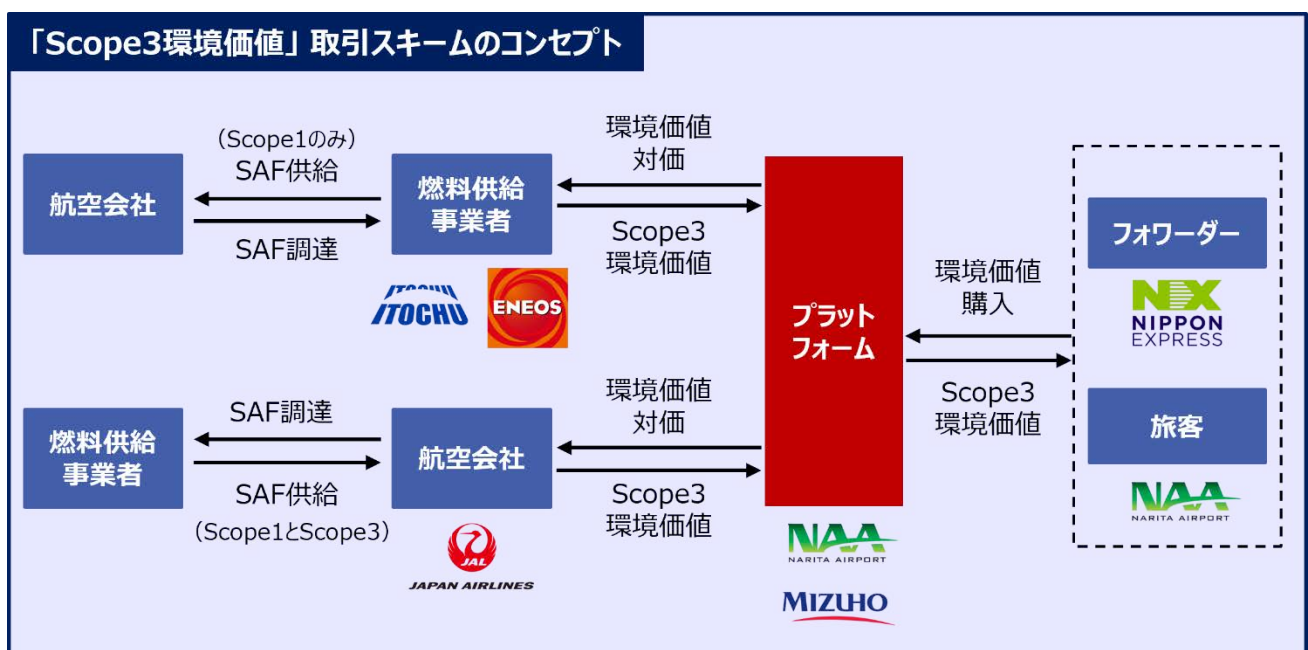 「Scope3環境価値」取引スキームのコンセプト
航空会社
（Scope1のみ）
SAF供給
SAF調達
燃料供給
事業者
ITOCHU
ITOCHU
ENEOS
環境価値
対価
Scope3
環境価値
燃料供給
事業者
SAF調達
SAF供給
（Scope1とScope3）
航空会社
JAL
JAPAN AIRLINES
環境価値
対価
Scope3
環境価値
プラット
フォーム
NAA
NARITA AIRPORT
MIZUHO
環境価値
購入
Scope3
環境価値
フォワーダー
NX
NIPPON
EXPRESS
旅客
NAA
NARITA AIRPORT